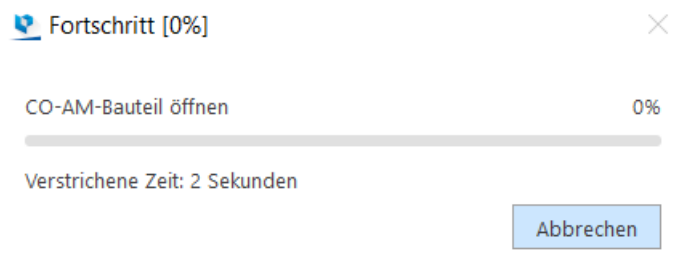 Fortschritt [0%]
CO-AM-Bauteil öffnen 0%
Verstrichene Zeit: 2 Sekunden
Abbrechen